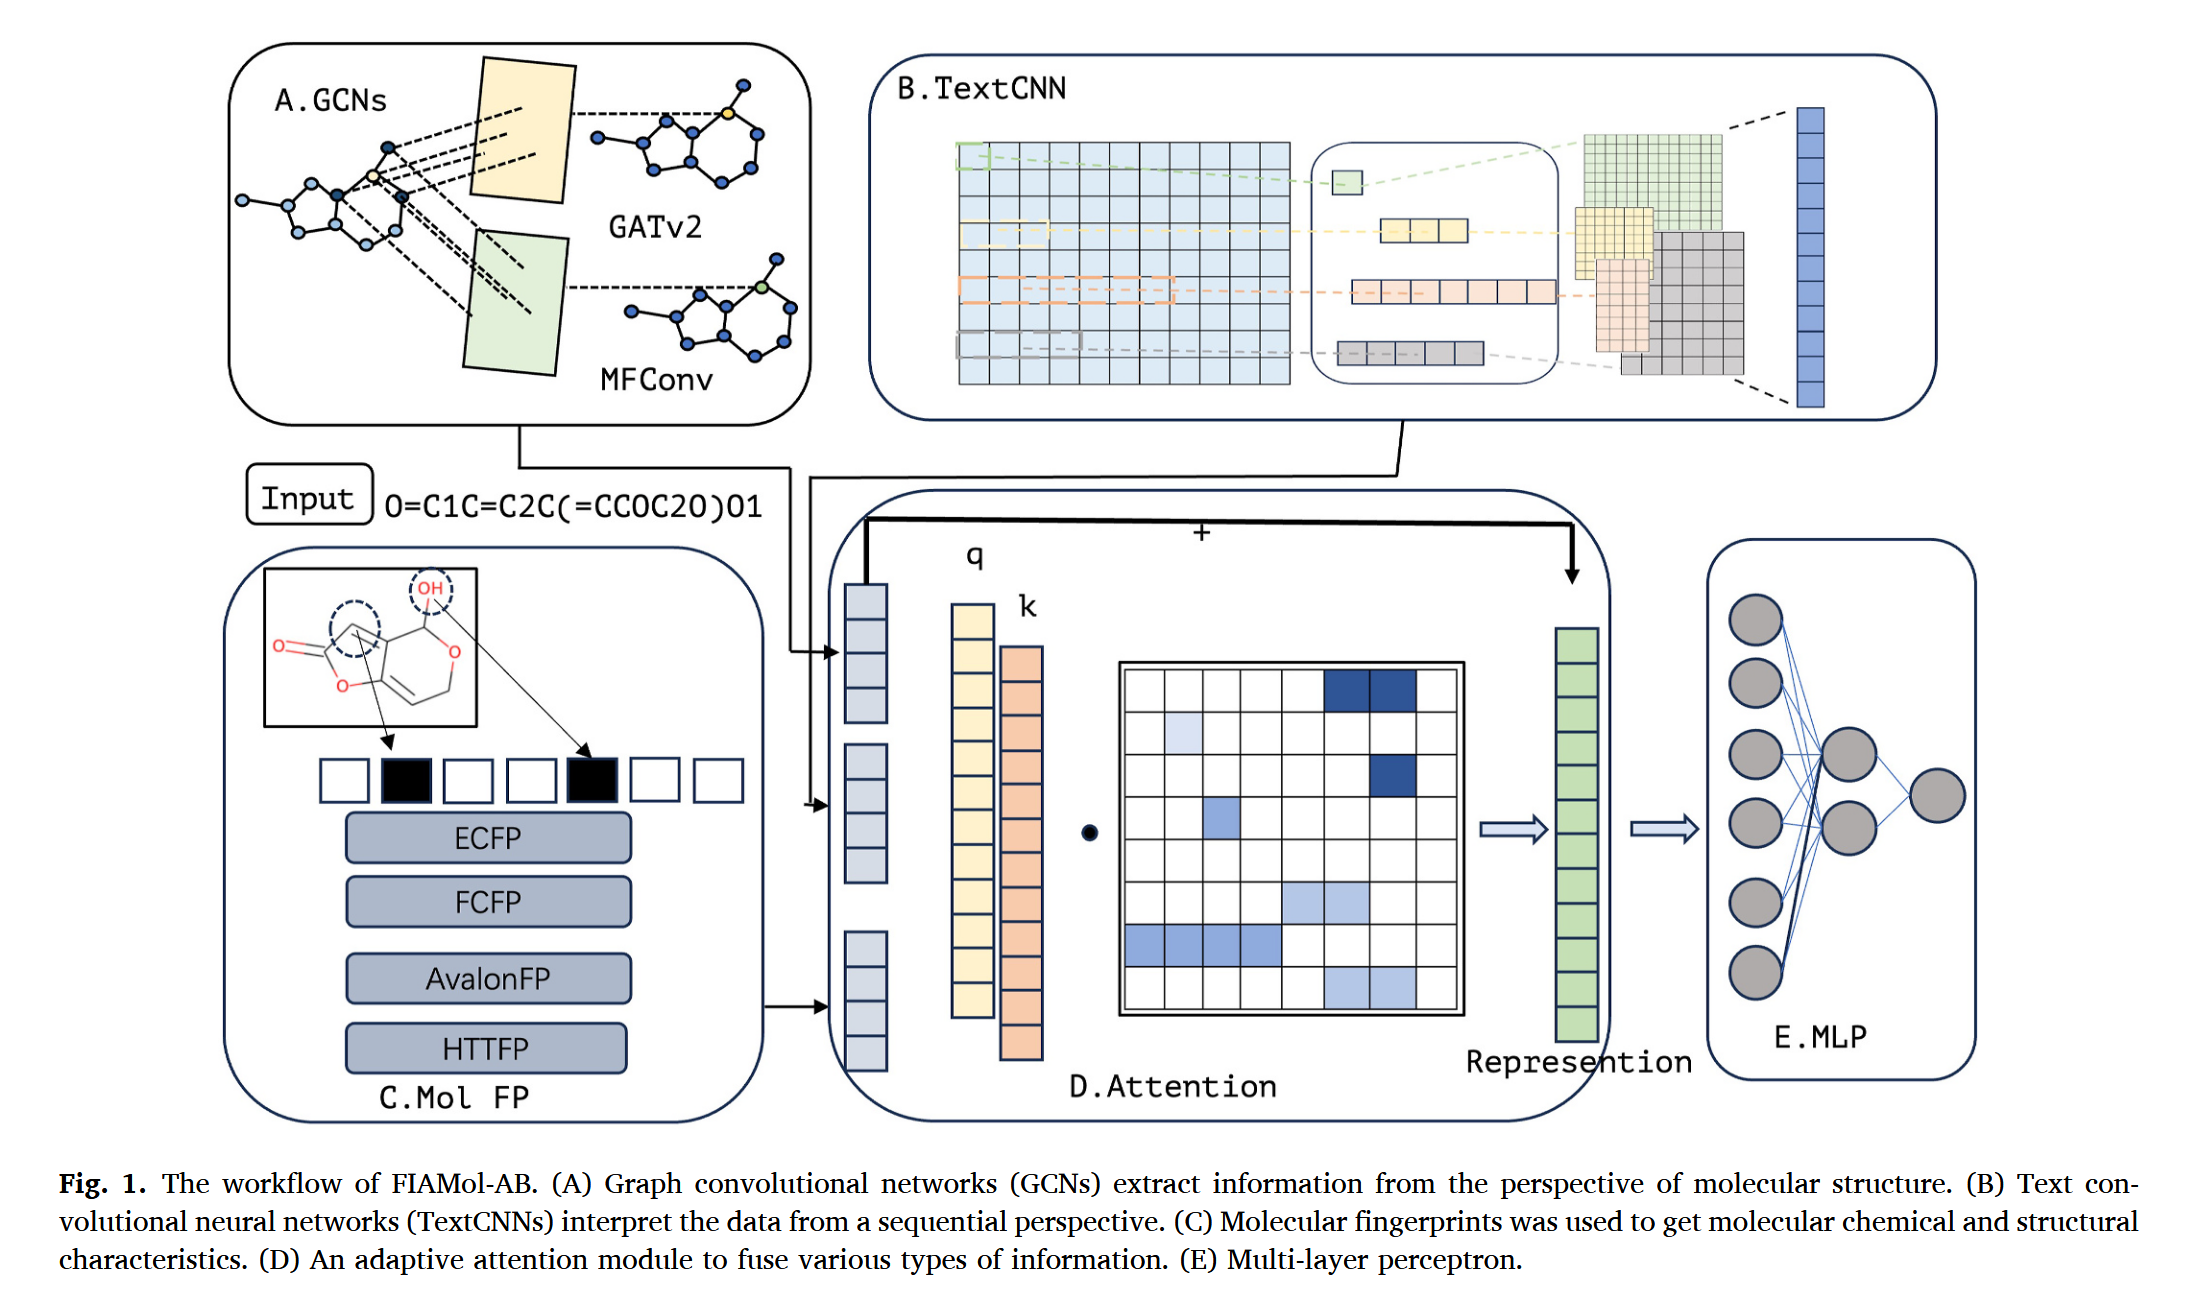 A.GCNs
GATv2
MFConv
B.TextCNN
Input
O=C1C=C2C(=CCOC2O)O1
OH
O
O
O
ECFP
FCFP
AvalonFP
HTTFP
C.Mol FP
+
q
k
D.Attention
Represention
E.MLP
Fig. 1. The workflow of FIAMol-AB. (A) Graph convolutional networks (GCNs) extract information from the perspective of molecular structure. (B) Text con-
volutional neural networks (TextCNNs) interpret the data from a sequential perspective. (C) Molecular fingerprints was used to get molecular chemical and structural
characteristics. (D) An adaptive attention module to fuse various types of information. (E) Multi-layer perceptron.